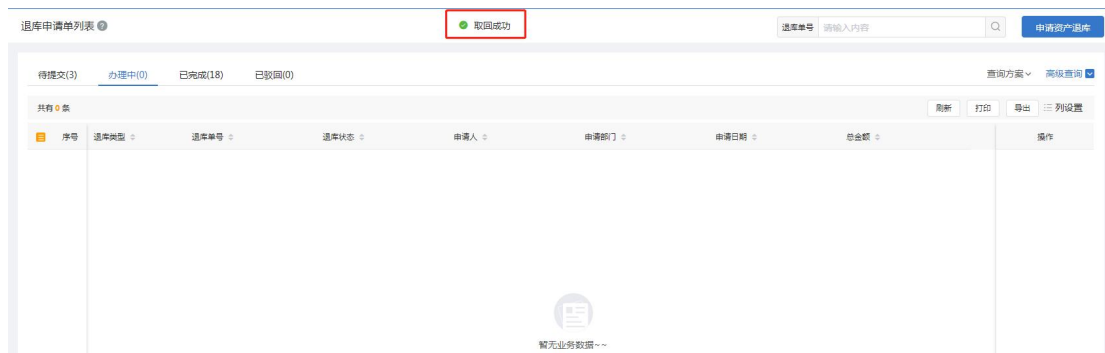 退库申请单列表
取回成功
退库单号 请输入内容 申请资产退库
待提交(3) 办理中(0) 已完成(18) 已驳回(0) 查询方案 高级查询
共有 0 条 刷新 打印 导出 列设置
序号 退库类型 退库单号 退库状态 申请人 申请部门 申请日期 总金额 操作
暂无业务数据~~